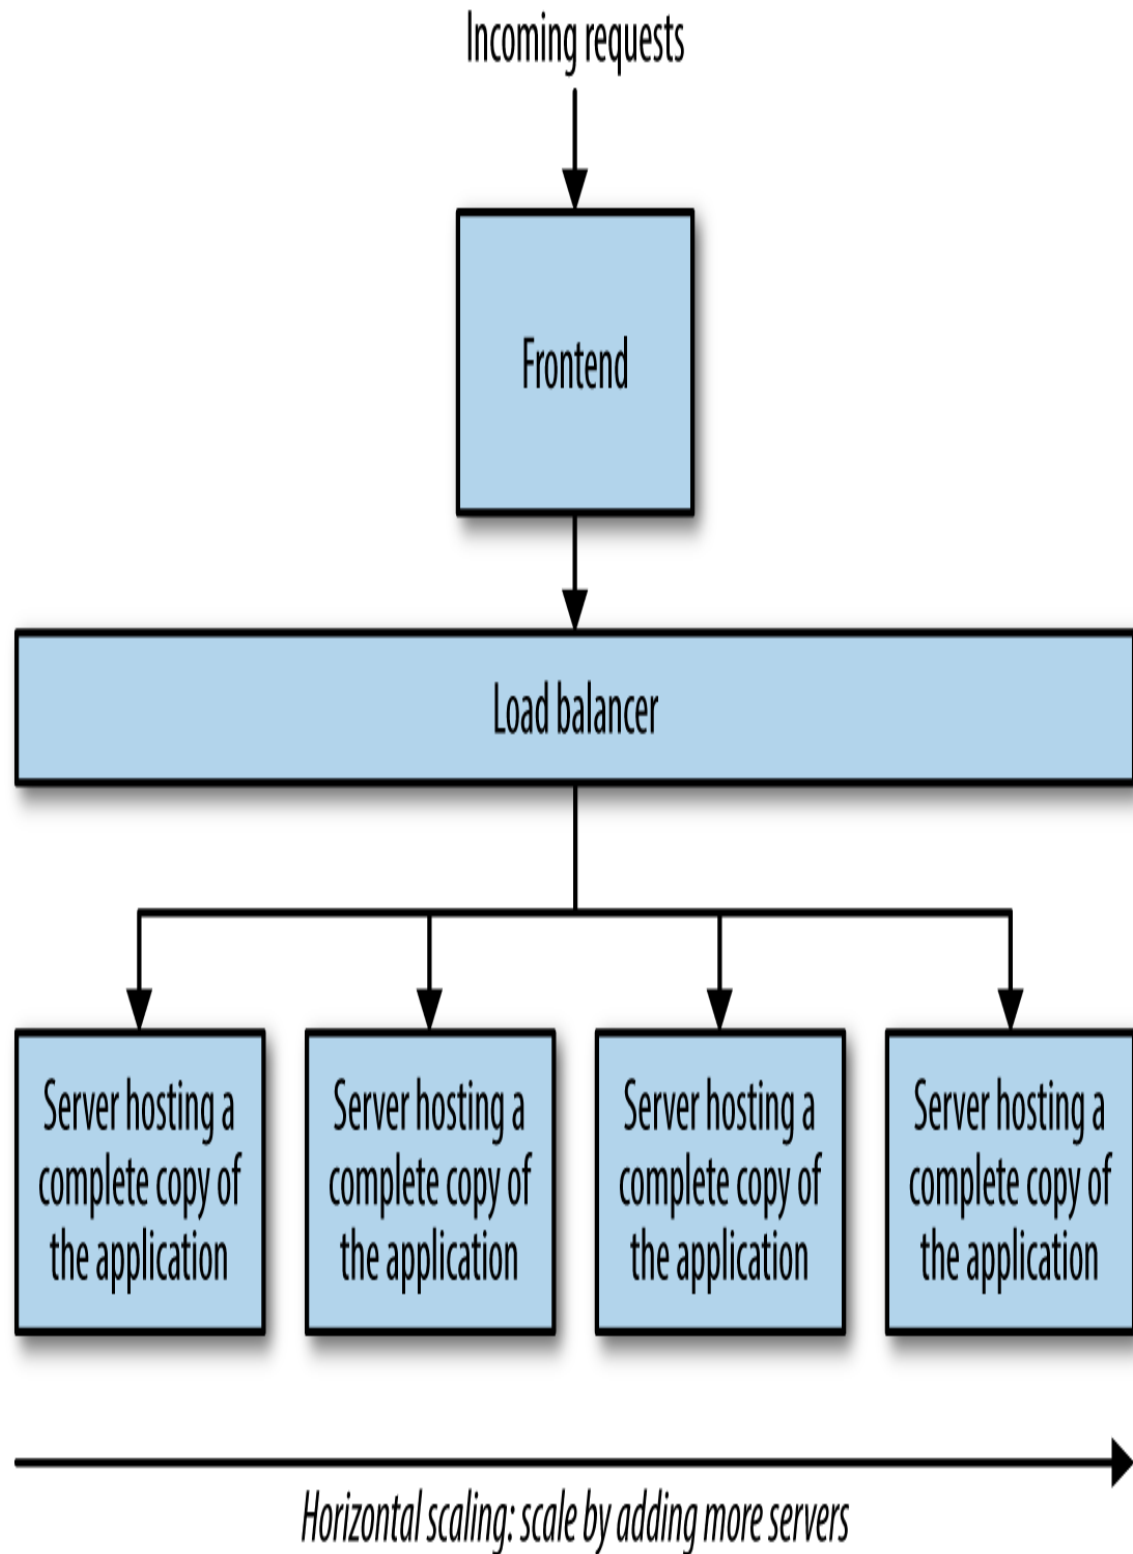 Incoming requests
Frontend
Load balancer
Server hosting a
complete copy of
the application
Server hosting a
complete copy of
the application
Server hosting a
complete copy of
the application
Server hosting a
complete copy of
the application
Horizontal scaling: scale by adding more servers